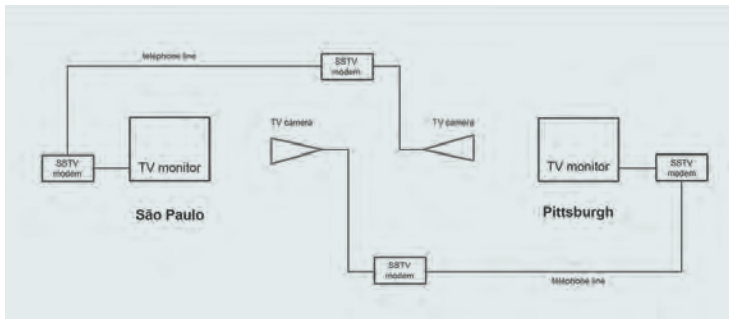 telephone line
SSTV
modem
TV camera
TV camera
SSTV
modem
TV monitor
TV monitor
SSTV
modem
São Paulo
Pittsburgh
SSTV
modem
telephone line